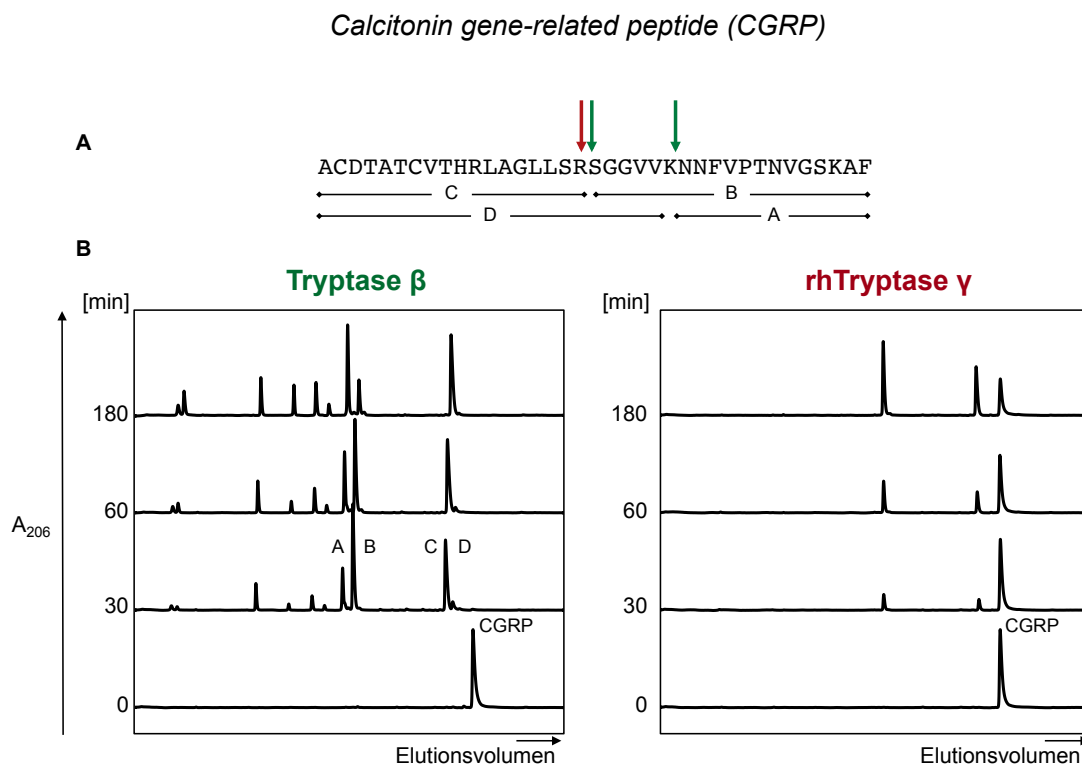 Calcitonin gene-related peptide (CGRP)
A
ACDTATCVTHRLAGLLSRSGGVVKNNFVPTNVGSKAF
C B
D A
B
Tryptase β rhTryptase γ
[min] [min]
180 180
60 60
A206
A B C D
30 30
CGRP CGRP
0 0
Elutionsvolumen Elutionsvolumen